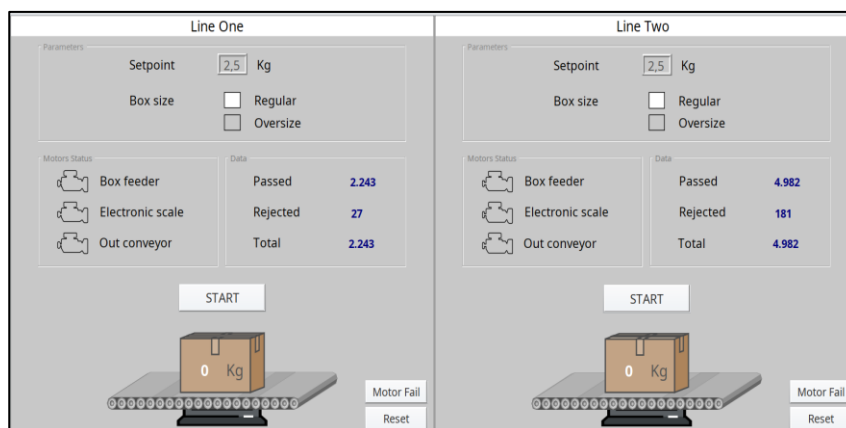 Line One
Parameters
Setpoint 2,5 Kg
Box size Regular
Oversize
Motors Status
Box feeder
Electronic scale
Out conveyor
Data
Passed 2.243
Rejected 27
Total 2.243
START
0 Kg
Motor Fail
Reset
Line Two
Parameters
Setpoint 2,5 Kg
Box size Regular
Oversize
Motors Status
Box feeder
Electronic scale
Out conveyor
Data
Passed 4.982
Rejected 181
Total 4.982
START
0 Kg
Motor Fail
Reset